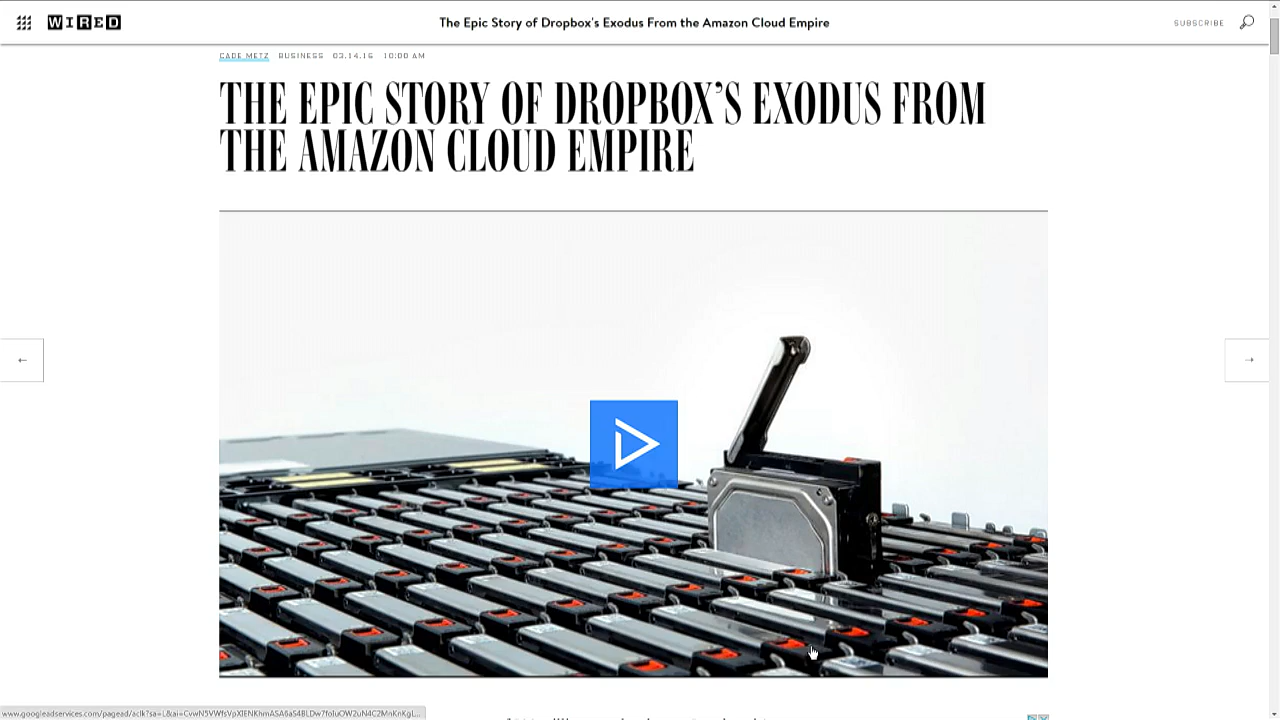 WIRED
The Epic Story of Dropbox's Exodus From the Amazon Cloud Empire
SUBSCRIBE
CADE METZ BUSINESS 03.14.16 10:00 AM
THE EPIC STORY OF DROPBOX'S EXODUS FROM
THE AMAZON CLOUD EMPIRE